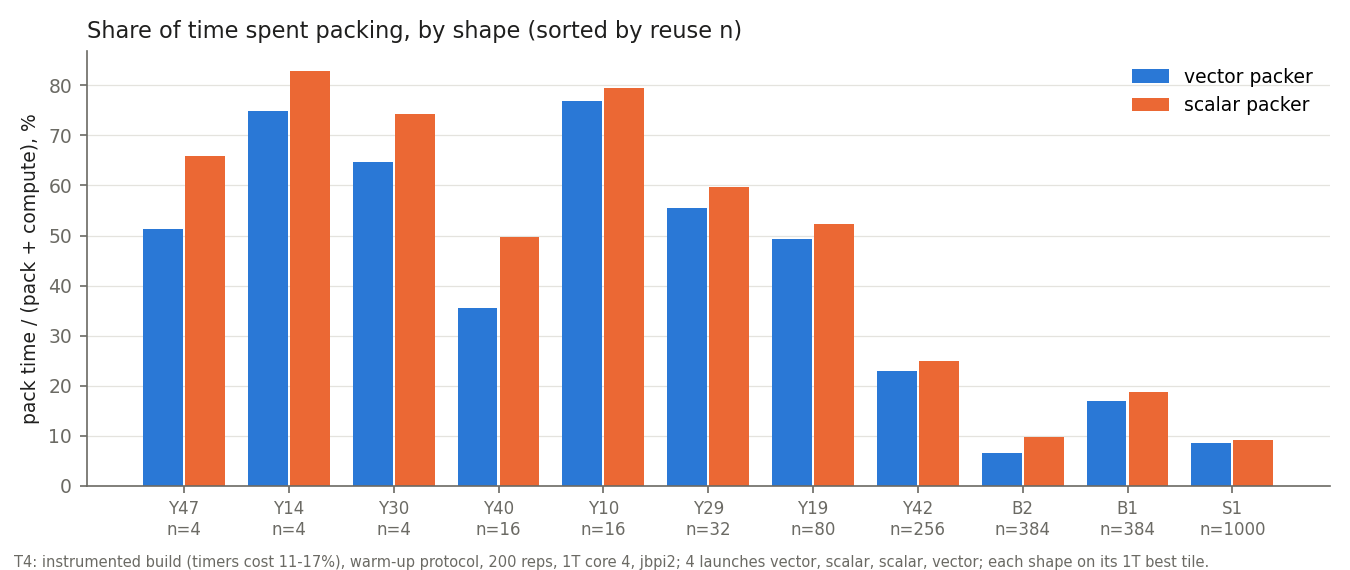 Share of time spent packing, by shape (sorted by reuse n)
vector packer
scalar packer
pack time / (pack + compute), %
80
70
60
50
40
30
20
10
0
Y47 Y14 Y30 Y40 Y10 Y29 Y19 Y42 B2 B1 S1
n=4 n=4 n=4 n=16 n=16 n=32 n=80 n=256 n=384 n=384 n=1000
T4: instrumented build (timers cost 11-17%), warm-up protocol, 200 reps, 1T core 4, jbpi2; 4 launches vector, scalar, scalar, vector; each shape on its 1T best tile.